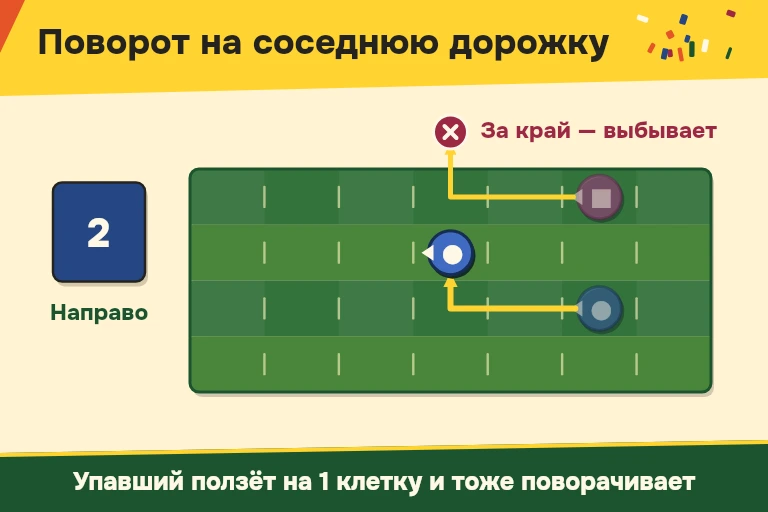 Поворот на соседнюю дорожку
За край — выбывает
2
Направо
Упавший ползёт на 1 клетку и тоже поворачивает